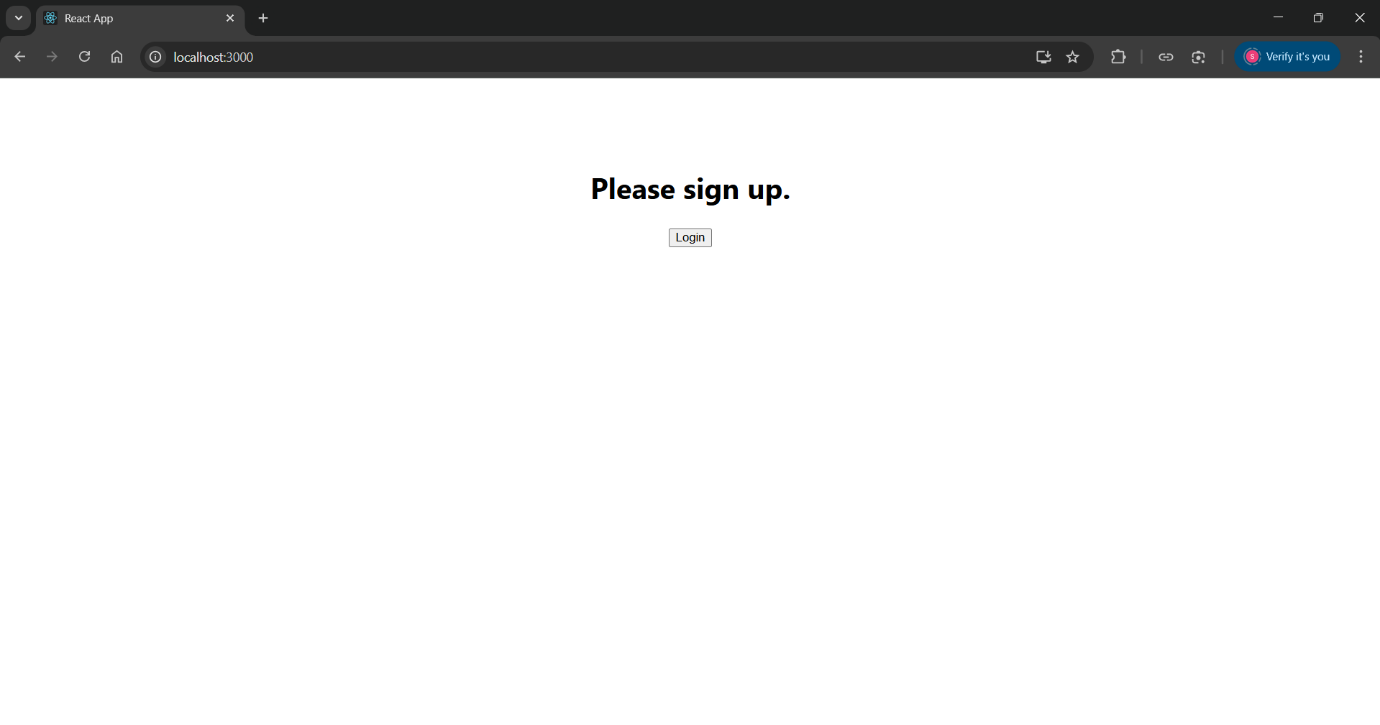 React App
localhost:3000
S
Verify it's you
Please sign up.
Login